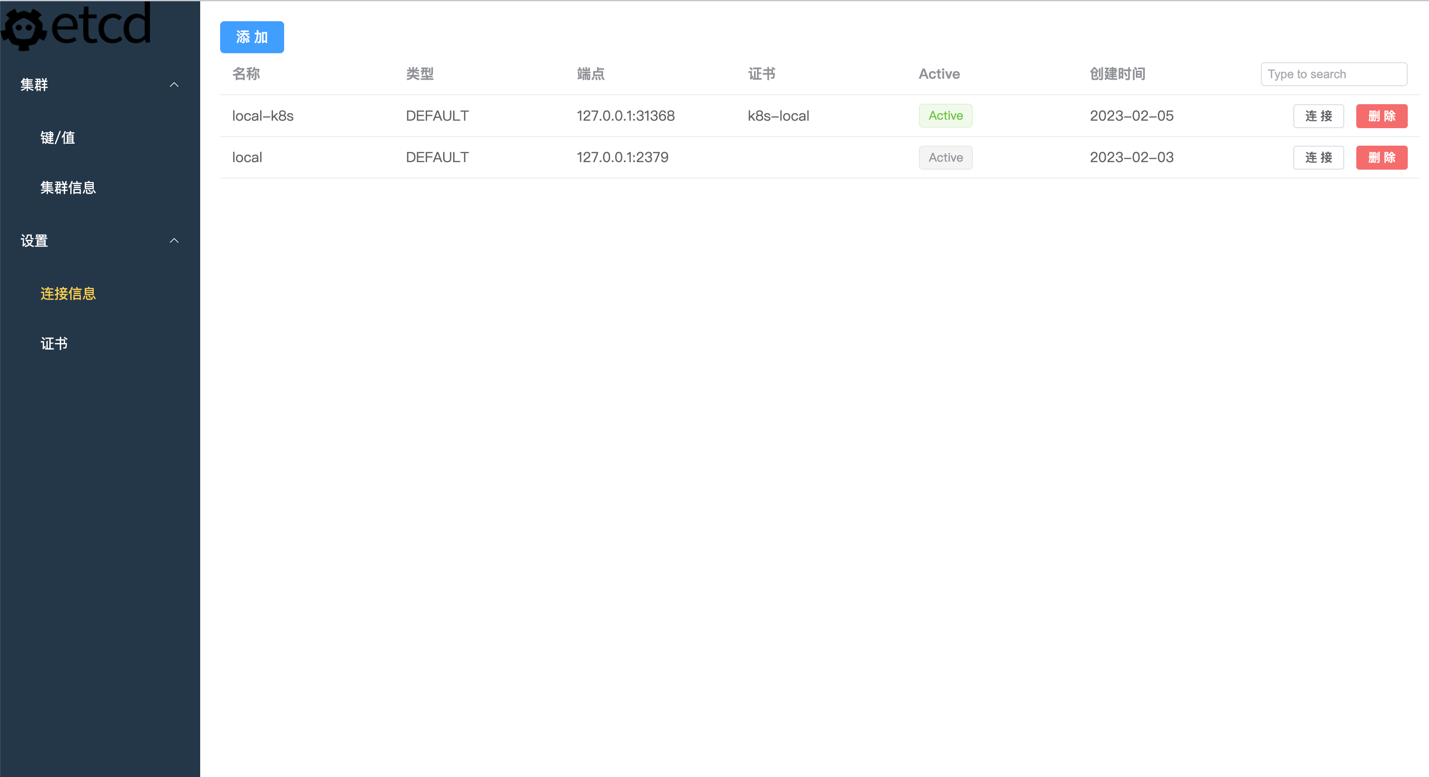 etcd
集群
键/值
集群信息
设置
连接信息
证书
添加
名称 类型 端点 证书 Active 创建时间 Type to search
local-k8s DEFAULT 127.0.0.1:31368 k8s-local Active 2023-02-05 连接 删除
local DEFAULT 127.0.0.1:2379 Active 2023-02-03 连接 删除